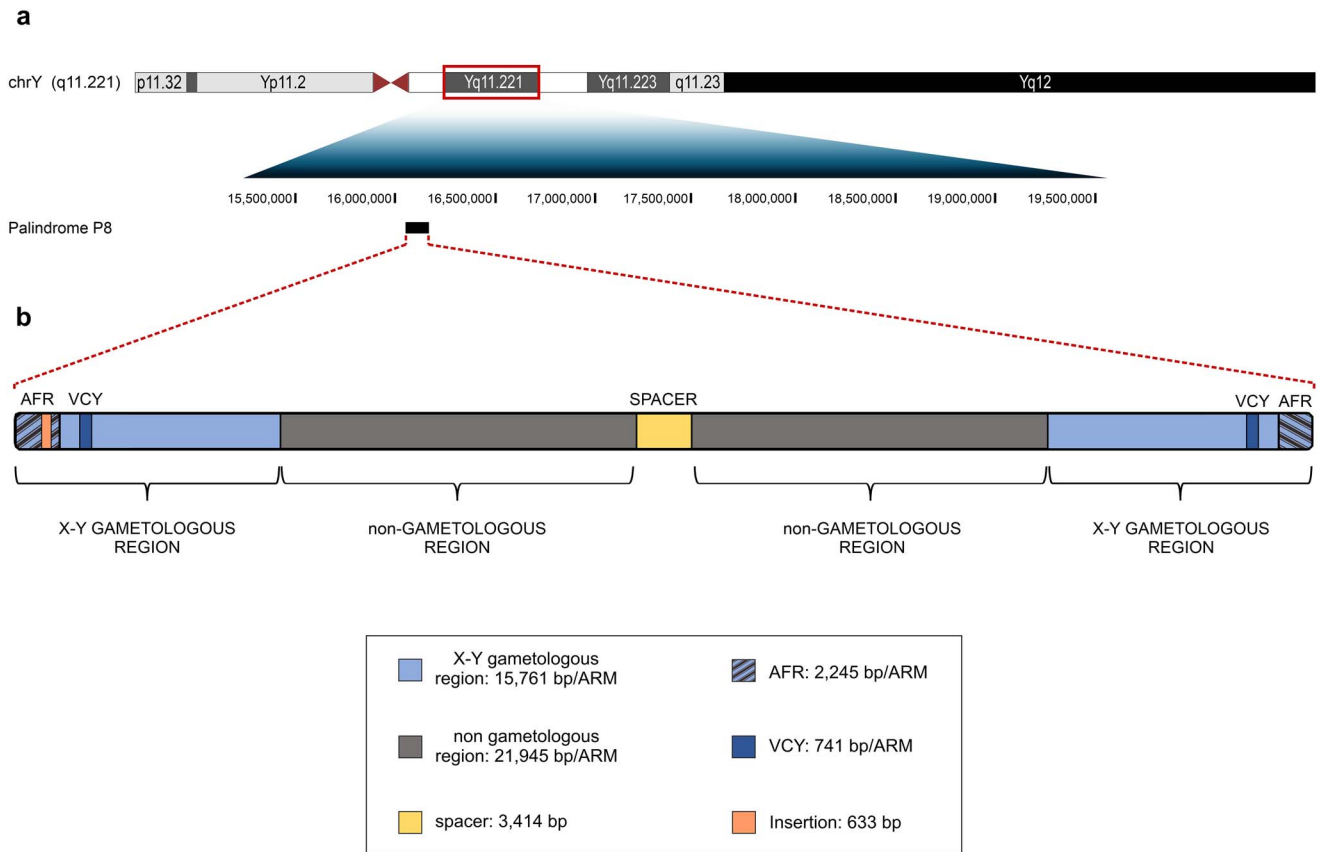 a
chrY (q11.221) p11.32 Yp11.2 Yq11.221 Yq11.223 q11.23 Yq12
15,500,000 16,000,000 16,500,000 17,000,000 17,500,000 18,000,000 18,500,000 19,000,000 19,500,000
Palindrome P8
b
AFR VCY SPACER VCY AFR
X-Y GAMETOLOGOUS
REGION
non-GAMETOLOGOUS
REGION
non-GAMETOLOGOUS
REGION
X-Y GAMETOLOGOUS
REGION
X-Y gametologous
region: 15,761 bp/ARM
AFR: 2,245 bp/ARM
non gametologous
region: 21,945 bp/ARM
VCY: 741 bp/ARM
spacer: 3,414 bp
Insertion: 633 bp